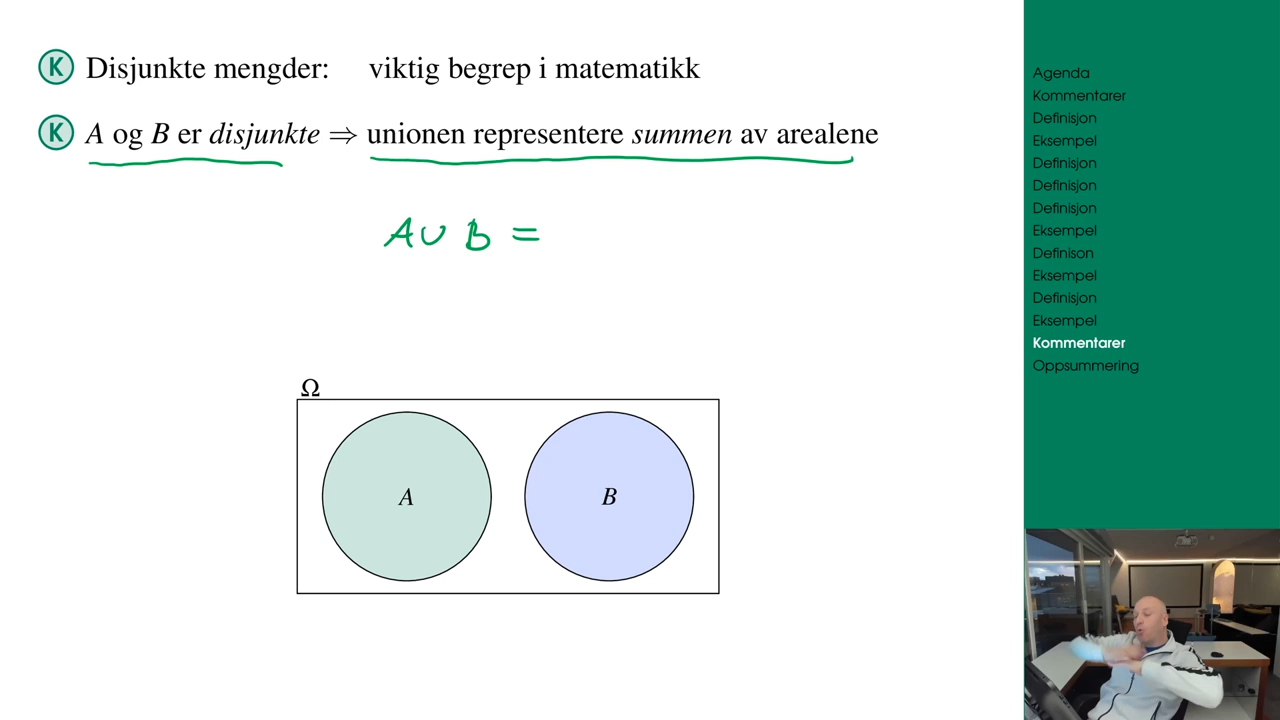 K Disjunkte mengder: viktig begrep i matematikk
K A og B er disjunkte ⇒ unionen representere summen av arealene
A ∪ B =
Ω
A
B
Agenda
Kommentarer
Definisjon
Eksempel
Definisjon
Definisjon
Definisjon
Eksempel
Definison
Eksempel
Definisjon
Eksempel
Kommentarer
Oppsummering